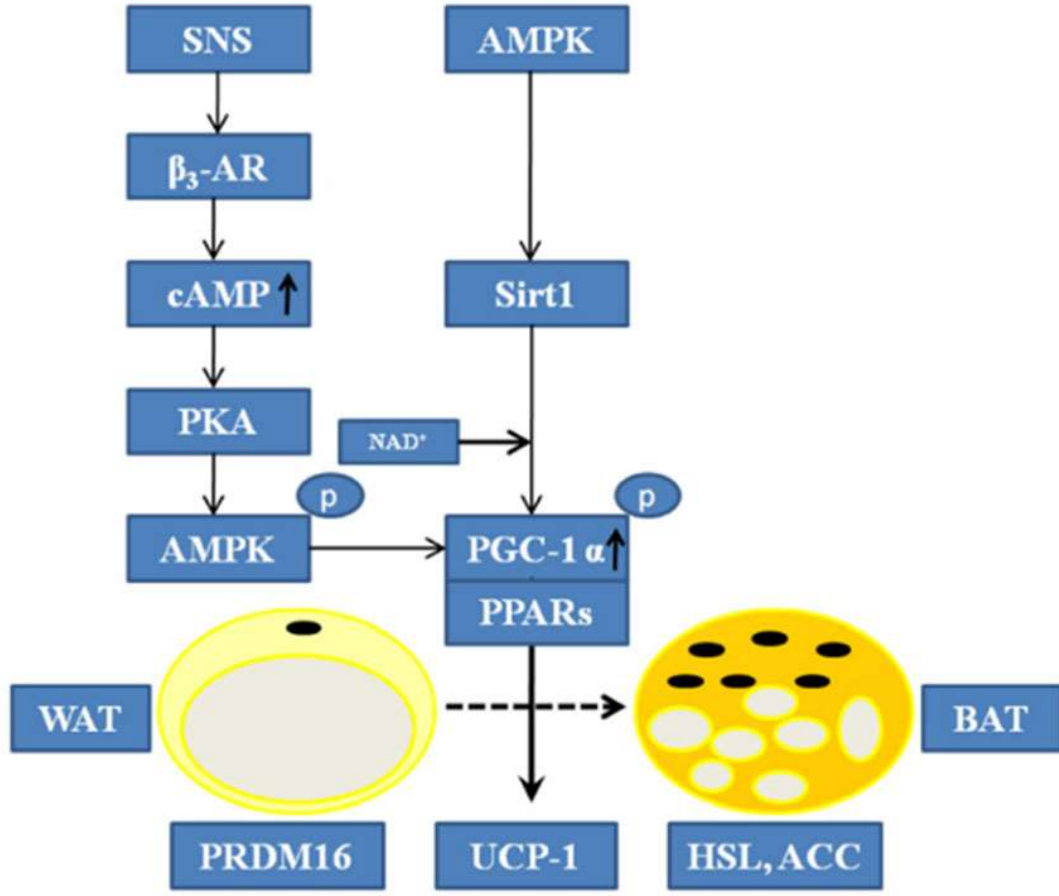 SNS
AMPK
β₃-AR
cAMP
Sirt1
PKA
NAD⁺
p
p
AMPK
PGC-1 α
PPARs
WAT
BAT
PRDM16
UCP-1
HSL, ACC